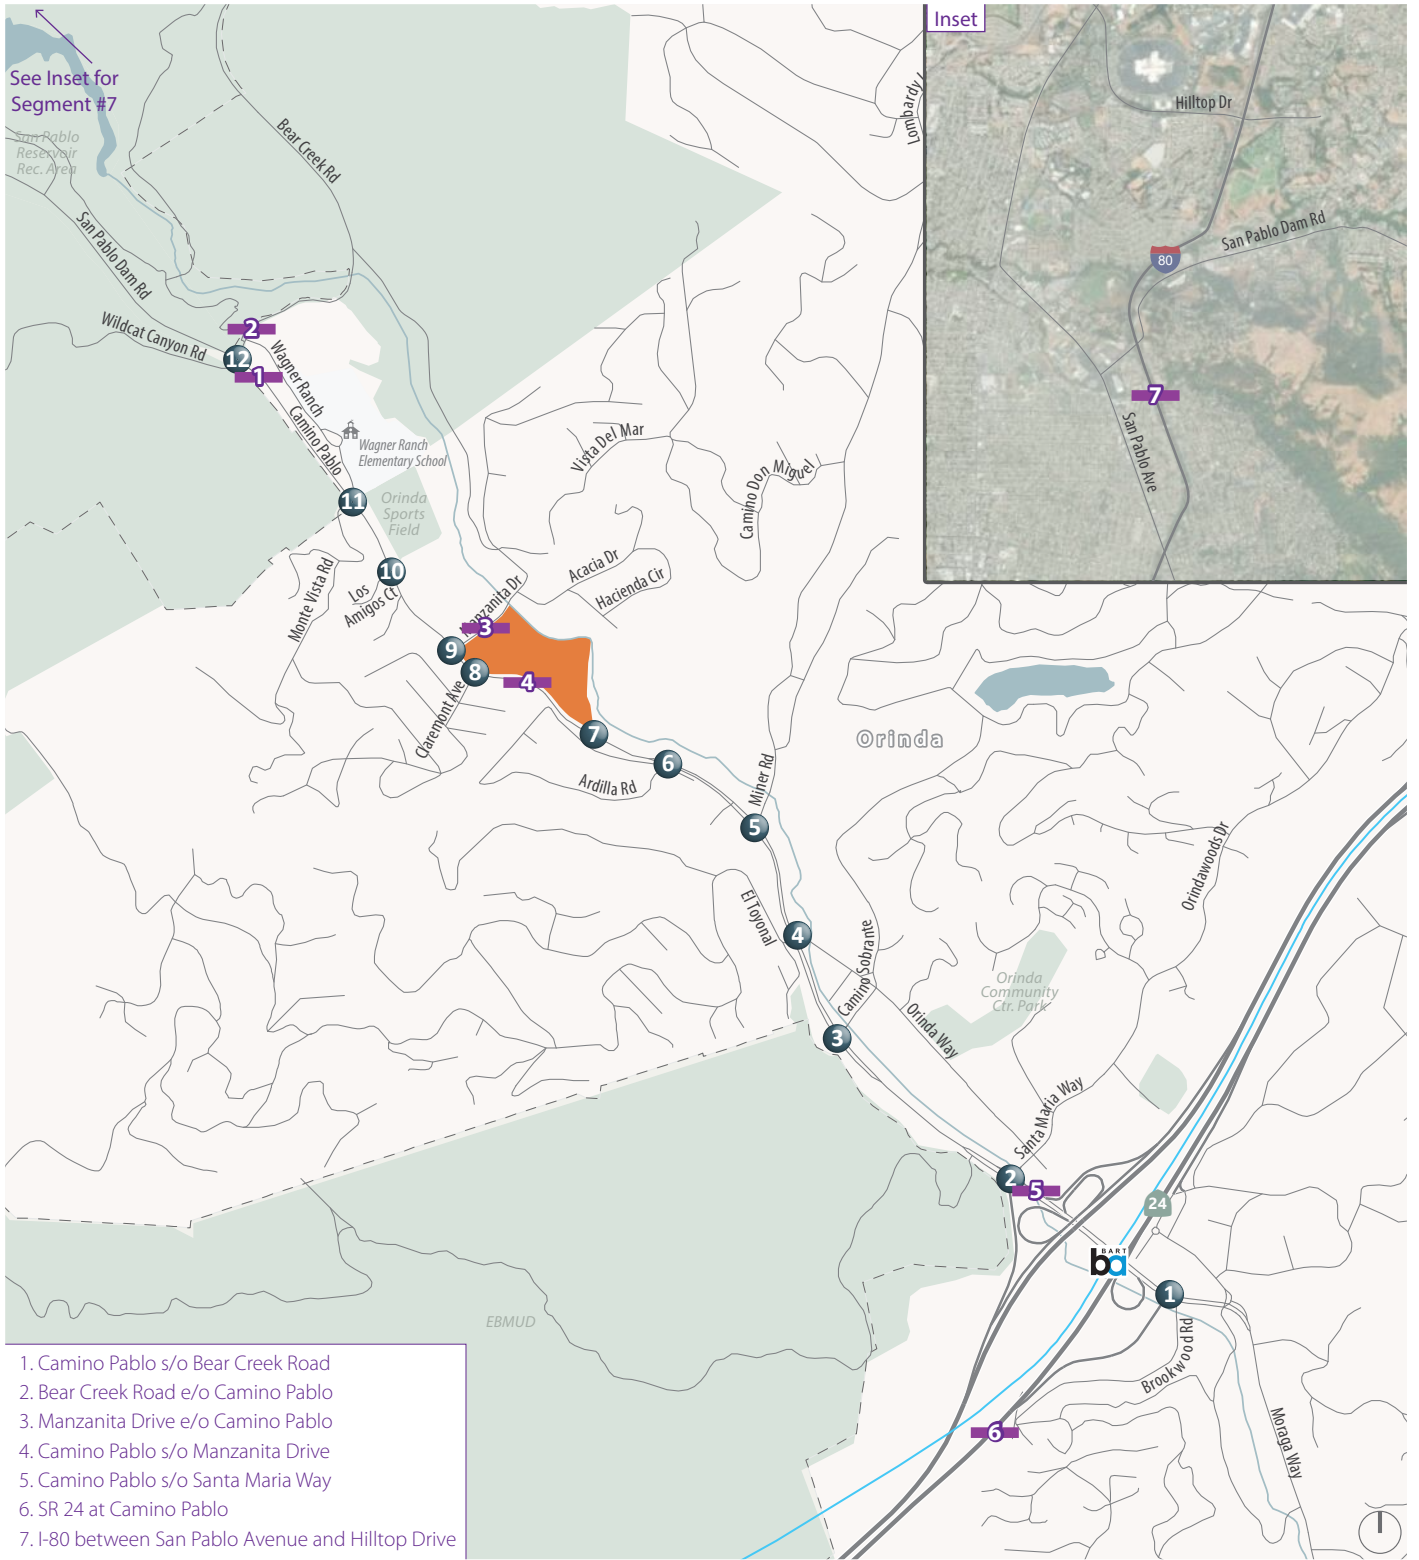 See Inset for
Segment #7
San Pablo
Reservoir
Rec. Area
Bear Creek Rd
San Pablo Dam Rd
Wildcat Canyon Rd
2
12
1
Wagner Ranch
Camino Pablo
Wagner Ranch
Elementary School
11
Orinda
Sports
Field
10
Monte Vista Rd
Los
Amigos Ct
Vista Del Mar
Camino Don Miguel
Acacia Dr
Hacienda Cir
Manzanita Dr
3
9
8
4
Claremont Ave
7
6
Ardilla Rd
Miner Rd
5
Orinda
El Toyonal
4
Camino Sobrante
3
Orinda Way
Orinda
Community
Ctr. Park
Orindawoods Dr
Santa Maria Way
2
5
24
BART
ba
1
Brookwood Rd
Moraga Way
6
EBMUD
Lombardy
Inset
Hilltop Dr
San Pablo Dam Rd
80
7
San Pablo Ave
1. Camino Pablo s/o Bear Creek Road
2. Bear Creek Road e/o Camino Pablo
3. Manzanita Drive e/o Camino Pablo
4. Camino Pablo s/o Manzanita Drive
5. Camino Pablo s/o Santa Maria Way
6. SR 24 at Camino Pablo
7. I-80 between San Pablo Avenue and Hilltop Drive